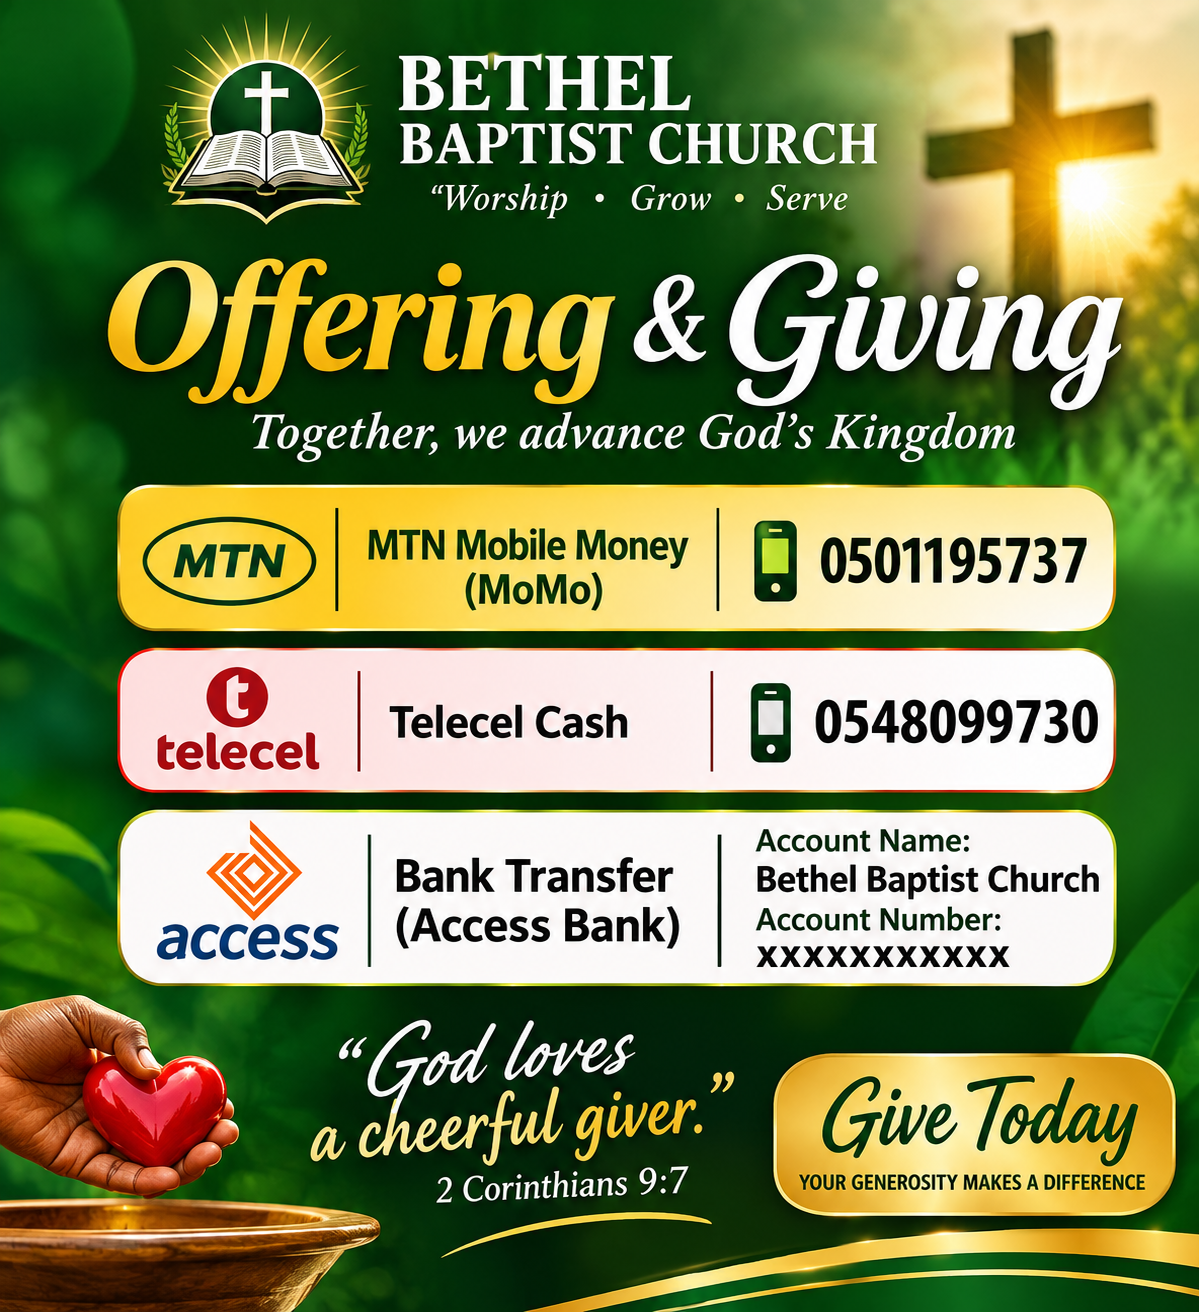 BETHEL
BAPTIST CHURCH
“Worship • Grow • Serve
Offering & Giving
Together, we advance God’s Kingdom
MTN
MTN Mobile Money
(MoMo)
0501195737
t
telecel
Telecel Cash
0548099730
access
Bank Transfer
(Access Bank)
Account Name:
Bethel Baptist Church
Account Number:
xxxxxxxxxxx
“God loves
a cheerful giver.”
2 Corinthians 9:7
Give Today
YOUR GENEROSITY MAKES A DIFFERENCE